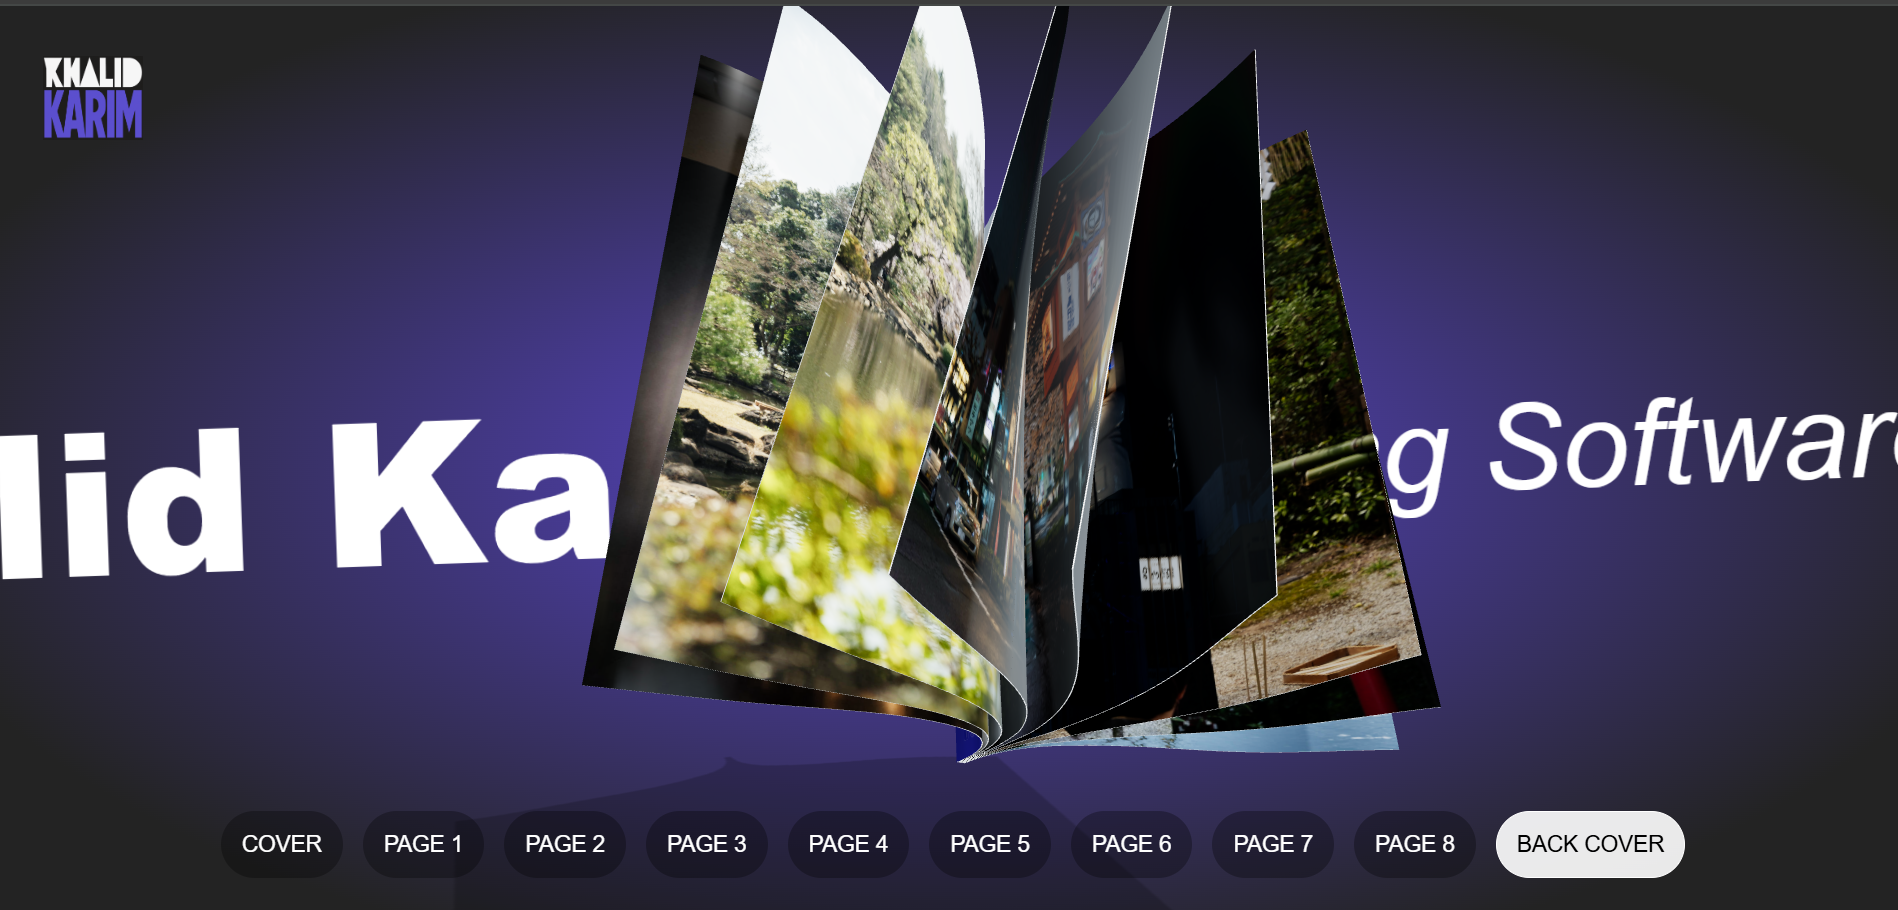 KHALID
KARIM
lid Ka
g Softwar
COVER
PAGE 1
PAGE 2
PAGE 3
PAGE 4
PAGE 5
PAGE 6
PAGE 7
PAGE 8
BACK COVER